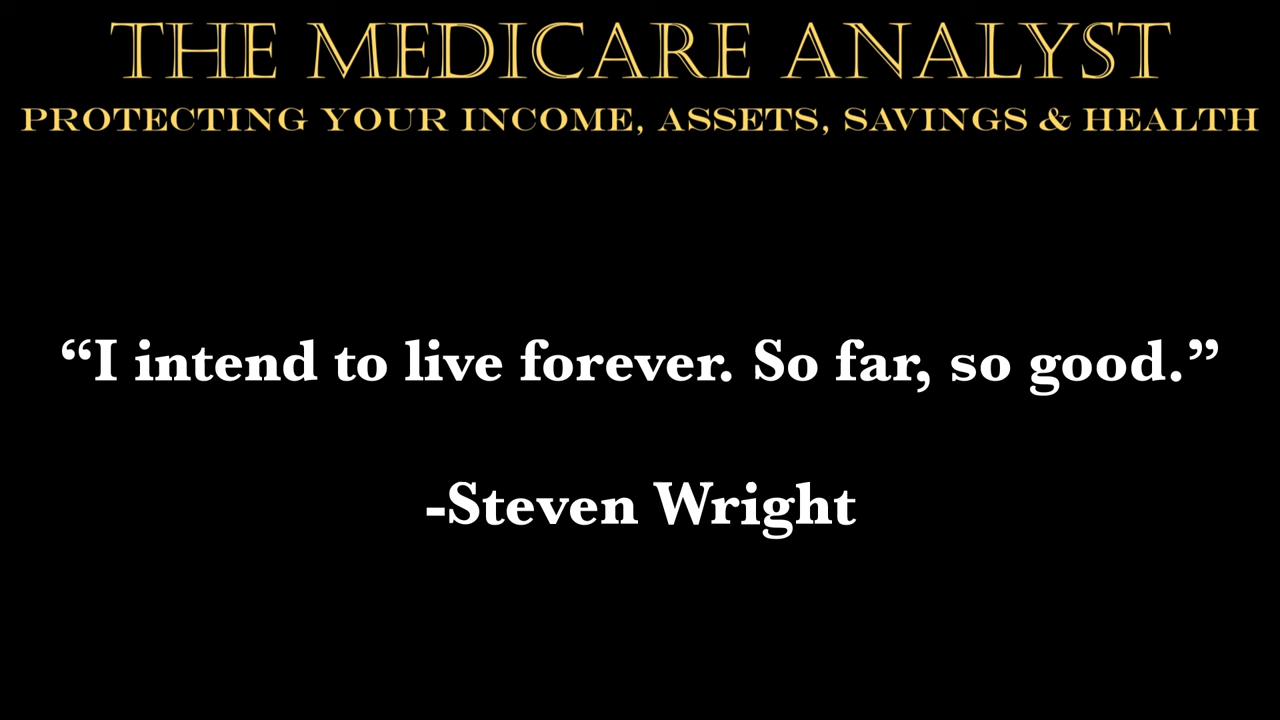 THE MEDICARE ANALYST
PROTECTING YOUR INCOME, ASSETS, SAVINGS & HEALTH
“I intend to live forever. So far, so good.”
-Steven Wright